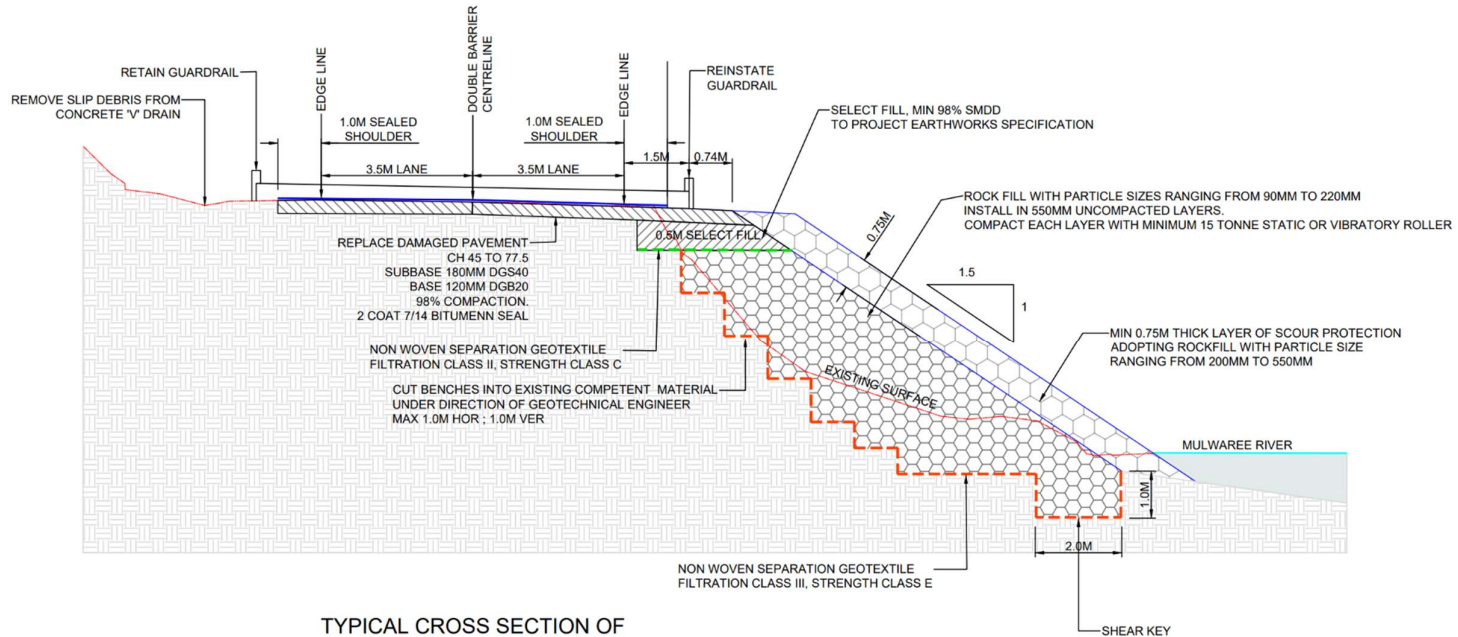 RETAIN GUARDRAIL
REMOVE SLIP DEBRIS FROM
CONCRETE 'V' DRAIN
EDGE LINE
DOUBLE BARRIER
CENTRELINE
EDGE LINE
REINSTATE
GUARDRAIL
1.0M SEALED
SHOULDER
1.0M SEALED
SHOULDER
3.5M LANE
3.5M LANE
1.5M
0.74M
SELECT FILL, MIN 98% SMDD
TO PROJECT EARTHWORKS SPECIFICATION
ROCK FILL WITH PARTICLE SIZES RANGING FROM 90MM TO 220MM
INSTALL IN 550MM UNCOMPACTED LAYERS.
COMPACT EACH LAYER WITH MINIMUM 15 TONNE STATIC OR VIBRATORY ROLLER
0.5M SELECT FILL
0.75M
1.5
1
REPLACE DAMAGED PAVEMENT
CH 45 TO 77.5
SUBBASE 180MM DGS40
BASE 120MM DGB20
98% COMPACTION.
2 COAT 7/14 BITUMENN SEAL
NON WOVEN SEPARATION GEOTEXTILE
FILTRATION CLASS II, STRENGTH CLASS C
CUT BENCHES INTO EXISTING COMPETENT MATERIAL
UNDER DIRECTION OF GEOTECHNICAL ENGINEER
MAX 1.0M HOR ; 1.0M VER
EXISTING SURFACE
MIN 0.75M THICK LAYER OF SCOUR PROTECTION
ADOPTING ROCKFILL WITH PARTICLE SIZE
RANGING FROM 200MM TO 550MM
MULWAREE RIVER
1.0M
2.0M
NON WOVEN SEPARATION GEOTEXTILE
FILTRATION CLASS III, STRENGTH CLASS E
SHEAR KEY
TYPICAL CROSS SECTION OF